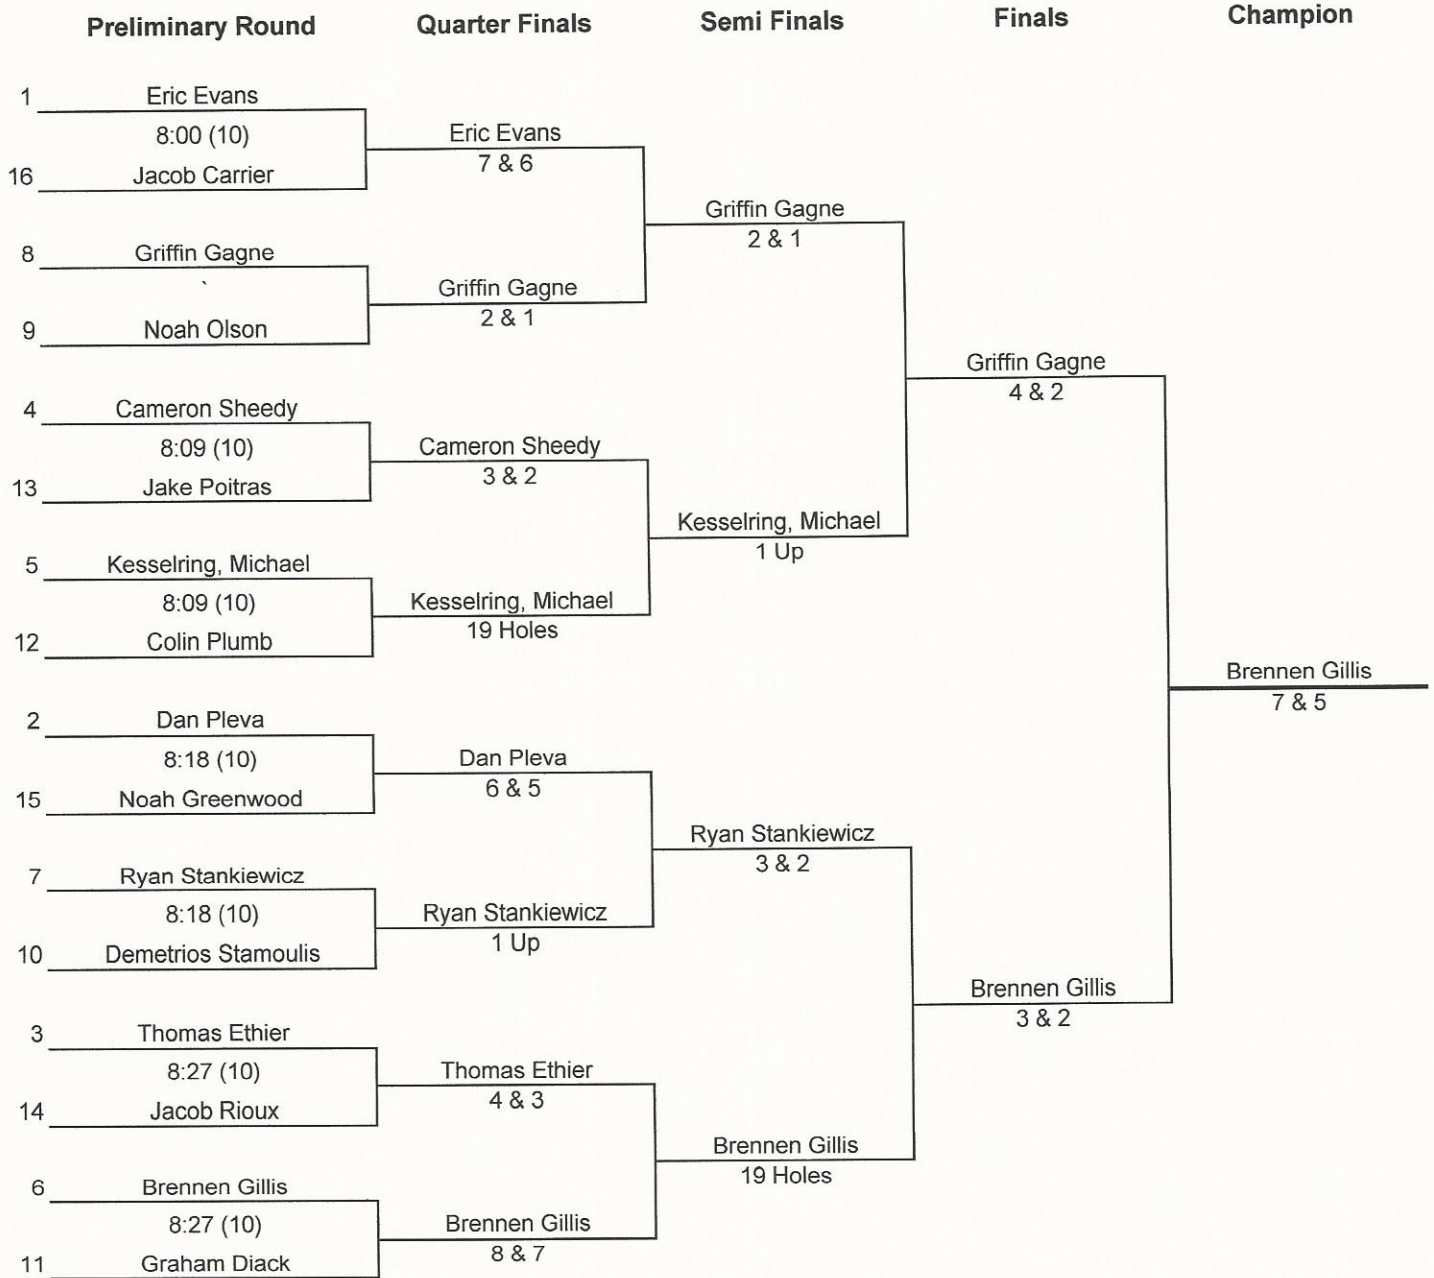 Preliminary Round
Quarter Finals
Semi Finals
Finals
Champion
1 Eric Evans
8:00 (10)
16 Jacob Carrier
8 Griffin Gagne
`
9 Noah Olson
4 Cameron Sheedy
8:09 (10)
13 Jake Poitras
5 Kesselring, Michael
8:09 (10)
12 Colin Plumb
2 Dan Pleva
8:18 (10)
15 Noah Greenwood
7 Ryan Stankiewicz
8:18 (10)
10 Demetrios Stamoulis
3 Thomas Ethier
8:27 (10)
14 Jacob Rioux
6 Brennen Gillis
8:27 (10)
11 Graham Diack
Eric Evans
7 & 6
Griffin Gagne
2 & 1
Cameron Sheedy
3 & 2
Kesselring, Michael
19 Holes
Dan Pleva
6 & 5
Ryan Stankiewicz
1 Up
Thomas Ethier
4 & 3
Brennen Gillis
8 & 7
Griffin Gagne
2 & 1
Kesselring, Michael
1 Up
Ryan Stankiewicz
3 & 2
Brennen Gillis
19 Holes
Griffin Gagne
4 & 2
Brennen Gillis
3 & 2
Brennen Gillis
7 & 5